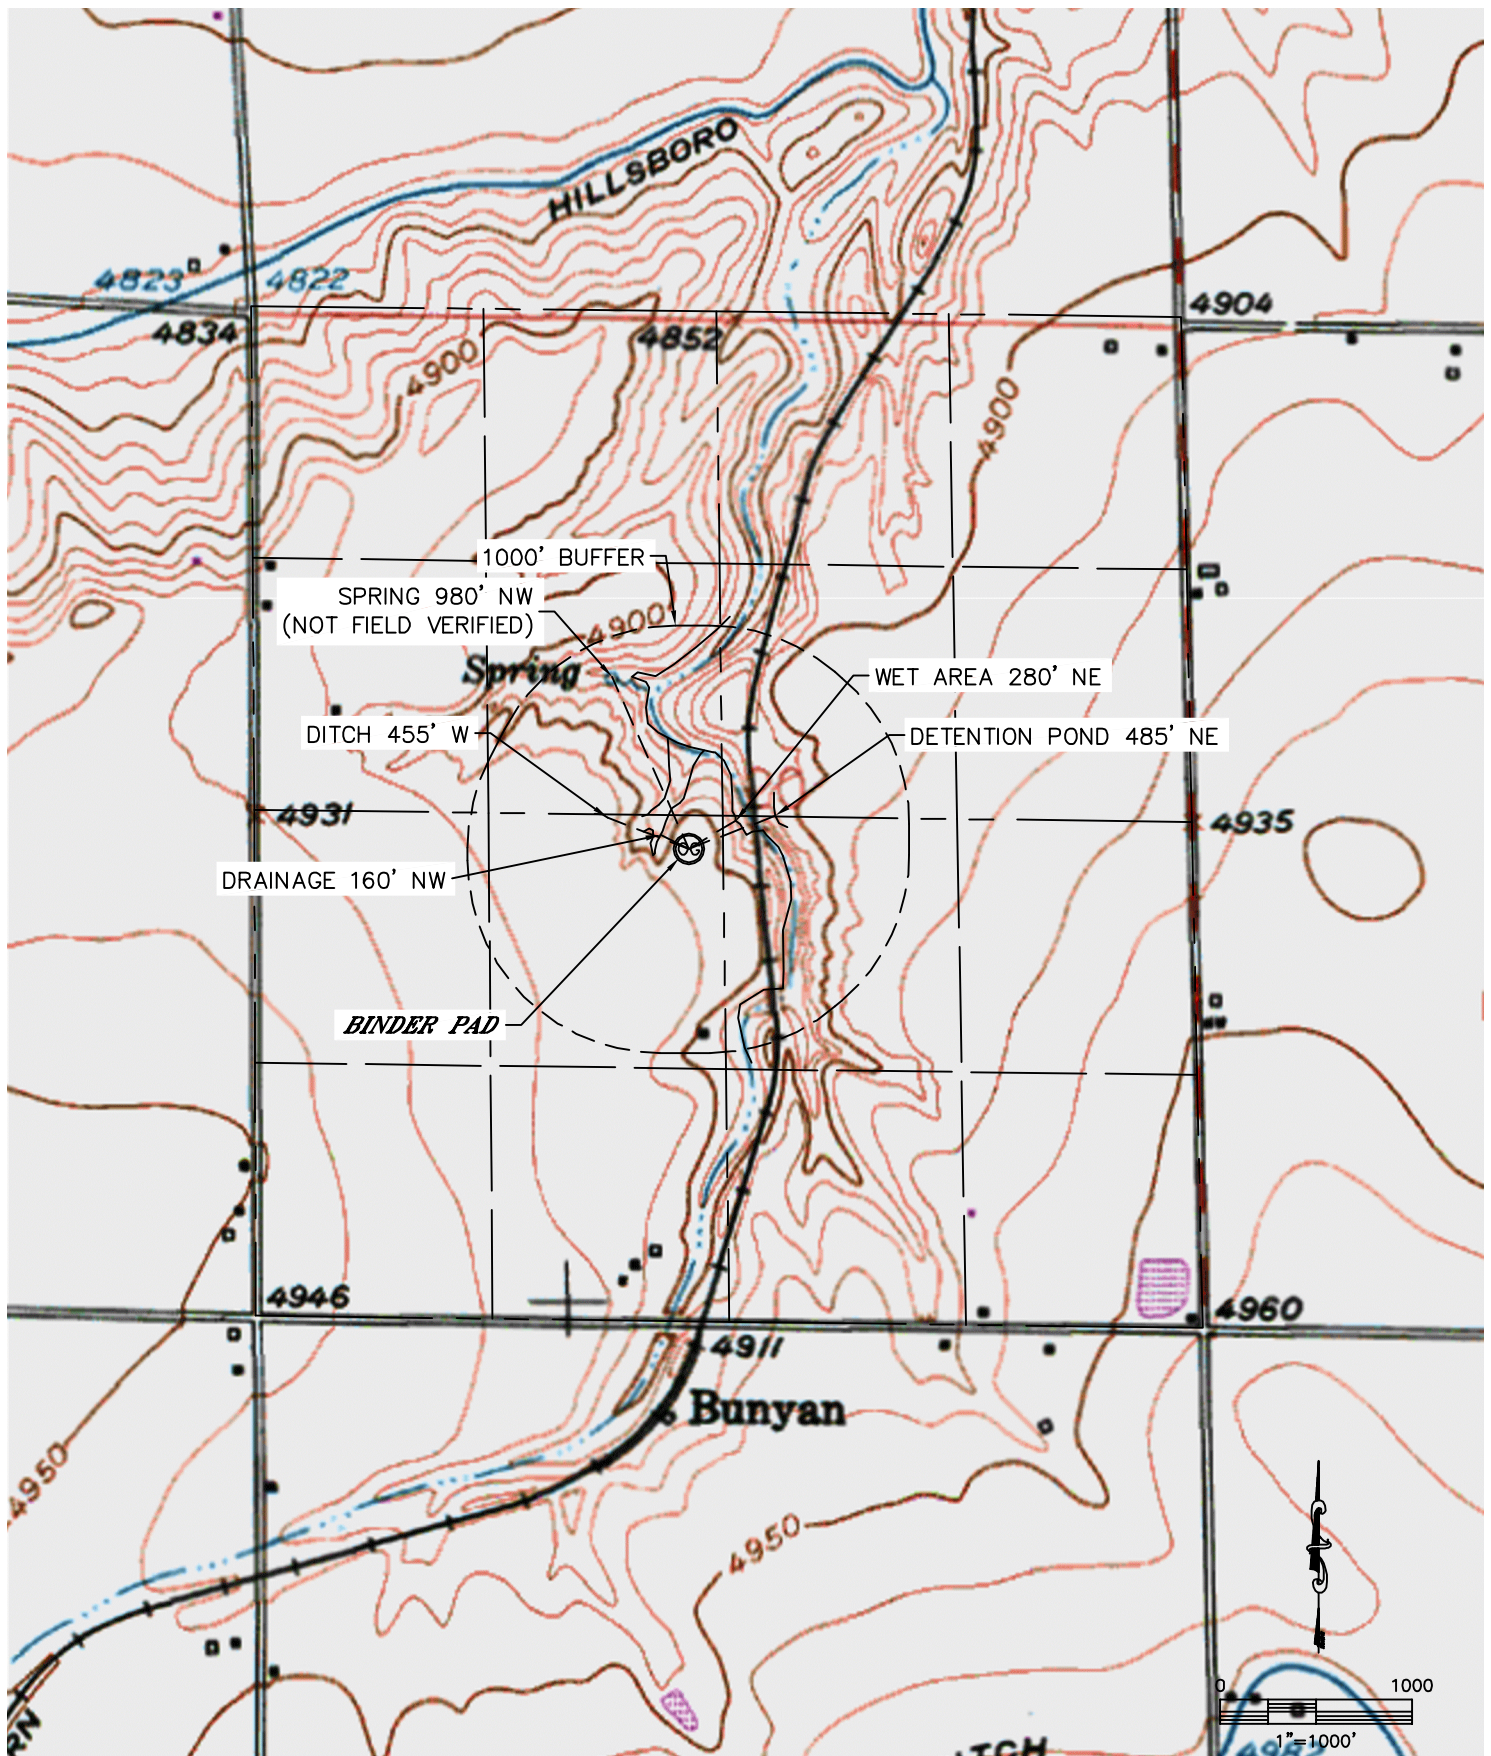 HILLSBORO
4823
4822
4834
4852
4904
4900
4900
1000' BUFFER
SPRING 980' NW
(NOT FIELD VERIFIED)
4900
Spring
WET AREA 280' NE
DITCH 455' W
DETENTION POND 485' NE
4931
4935
DRAINAGE 160' NW
BINDER PAD
4946
4960
4911
Bunyan
4950
4950
0 1000
1"=1000'
RN
TCH